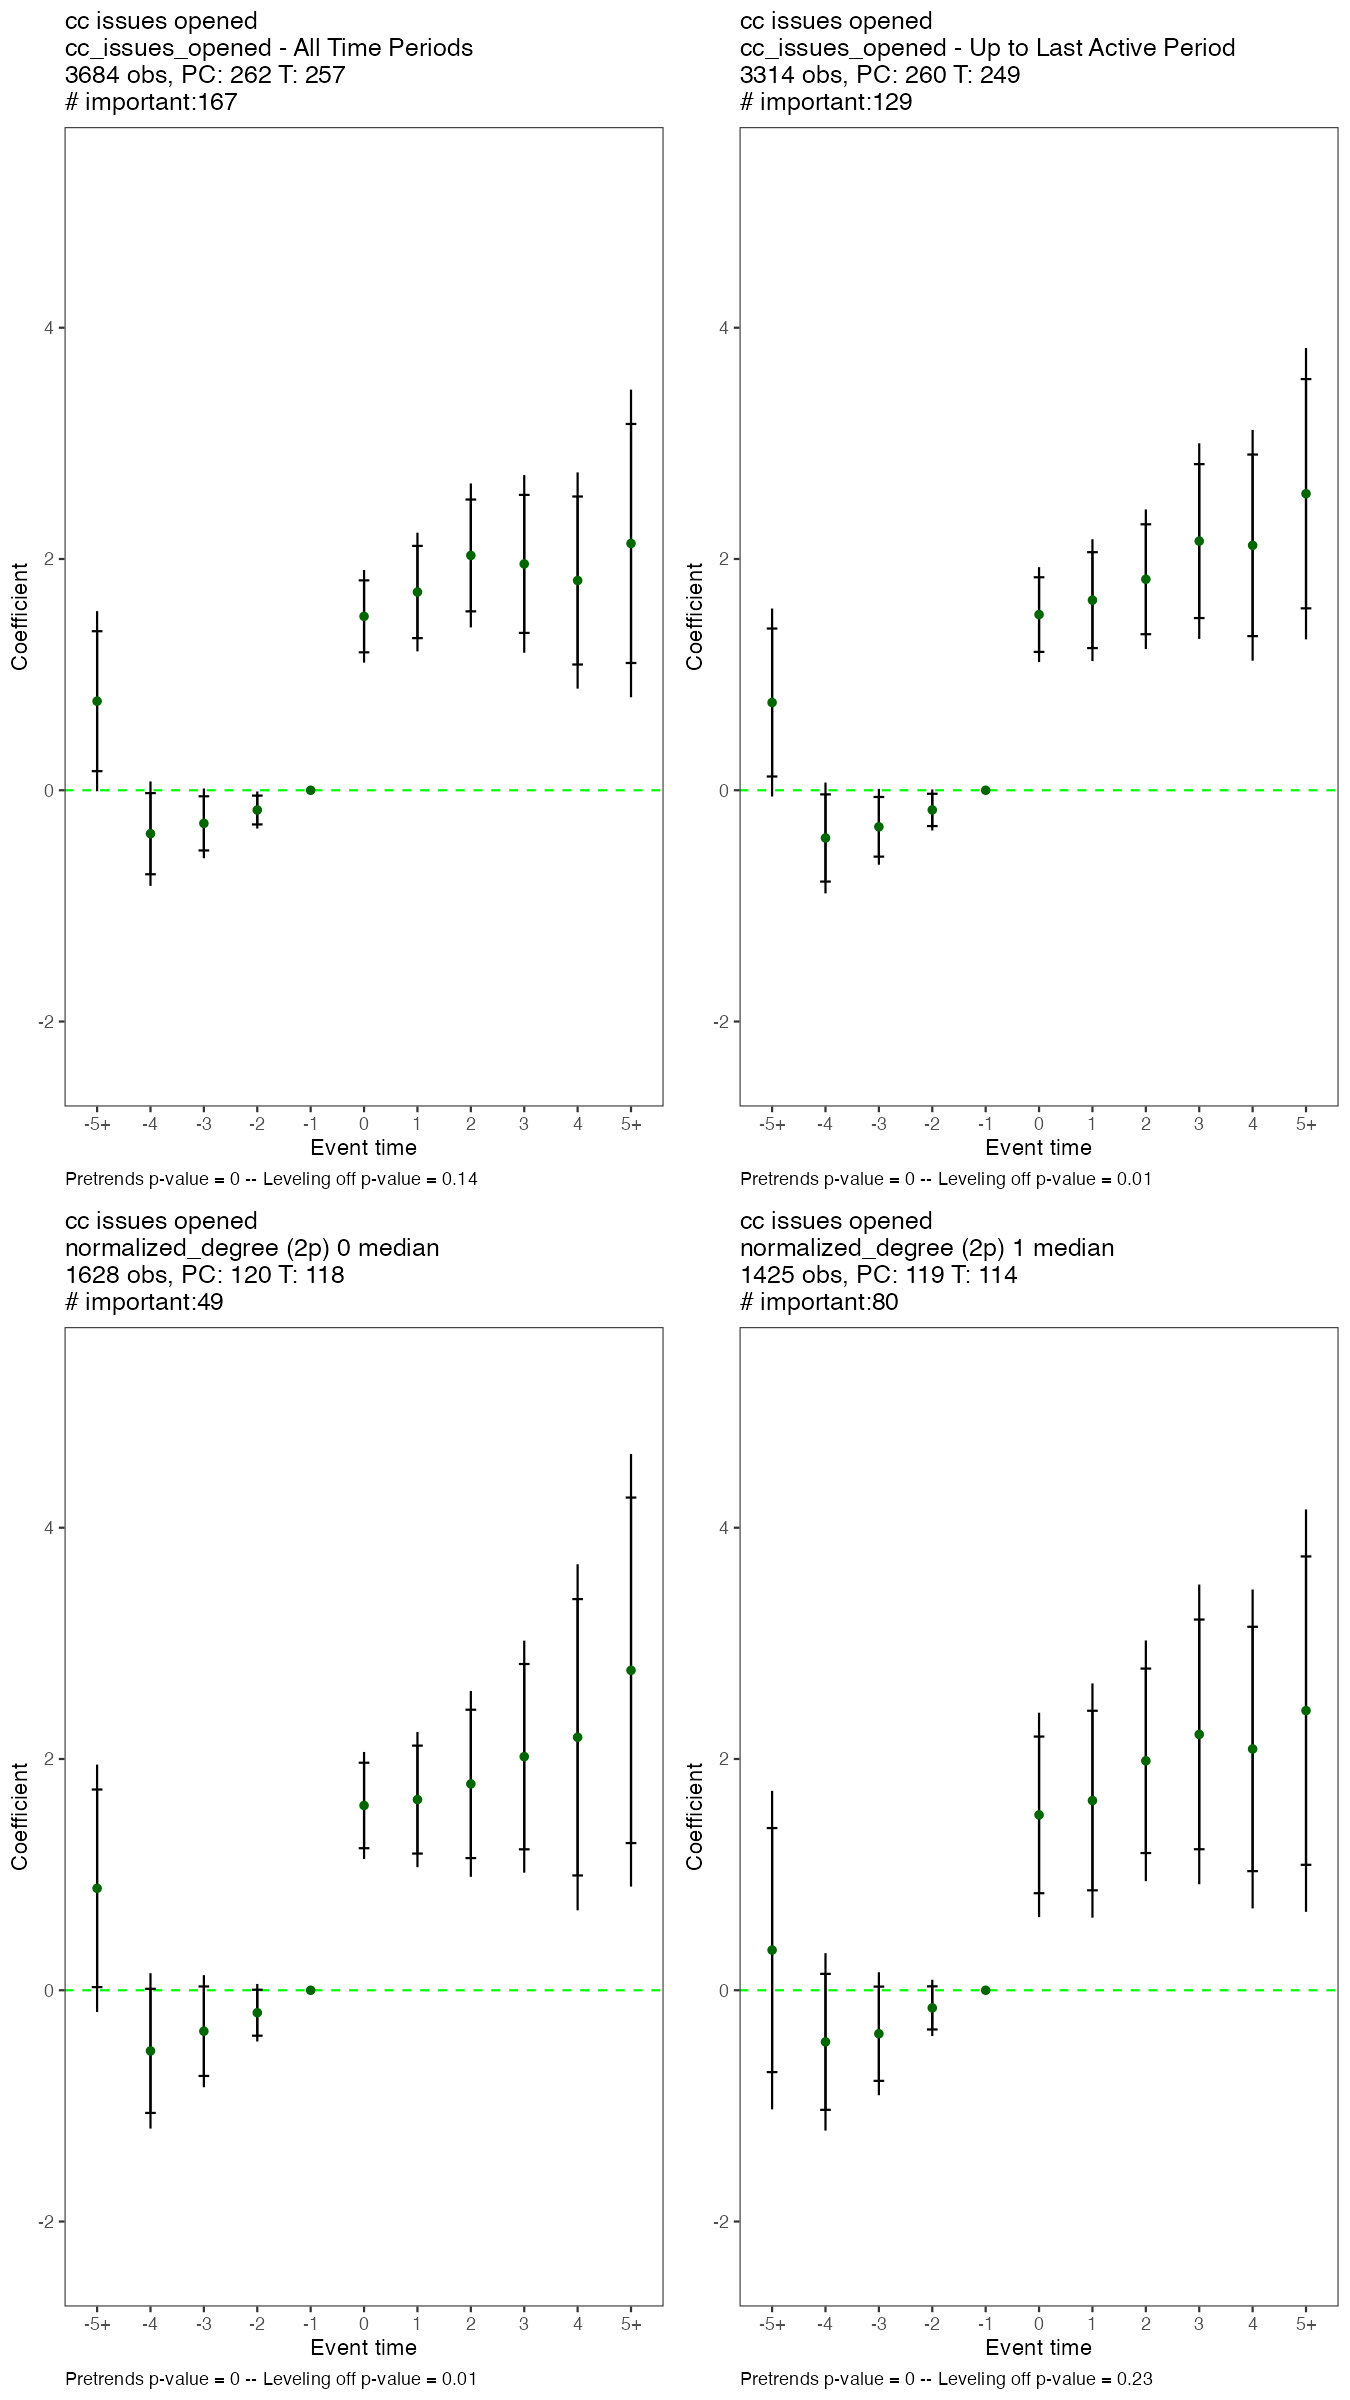 cc issues opened
cc_issues_opened - All Time Periods
3684 obs, PC: 262 T: 257
# important:167
Coefficient
4
2
0
-2
-5+ -4 -3 -2 -1 0 1 2 3 4 5+
Event time
Pretrends p-value = 0 -- Leveling off p-value = 0.14
cc issues opened
cc_issues_opened - Up to Last Active Period
3314 obs, PC: 260 T: 249
# important:129
Coefficient
4
2
0
-2
-5+ -4 -3 -2 -1 0 1 2 3 4 5+
Event time
Pretrends p-value = 0 -- Leveling off p-value = 0.01
cc issues opened
normalized_degree (2p) 0 median
1628 obs, PC: 120 T: 118
# important:49
Coefficient
4
2
0
-2
-5+ -4 -3 -2 -1 0 1 2 3 4 5+
Event time
Pretrends p-value = 0 -- Leveling off p-value = 0.01
cc issues opened
normalized_degree (2p) 1 median
1425 obs, PC: 119 T: 114
# important:80
Coefficient
4
2
0
-2
-5+ -4 -3 -2 -1 0 1 2 3 4 5+
Event time
Pretrends p-value = 0 -- Leveling off p-value = 0.23